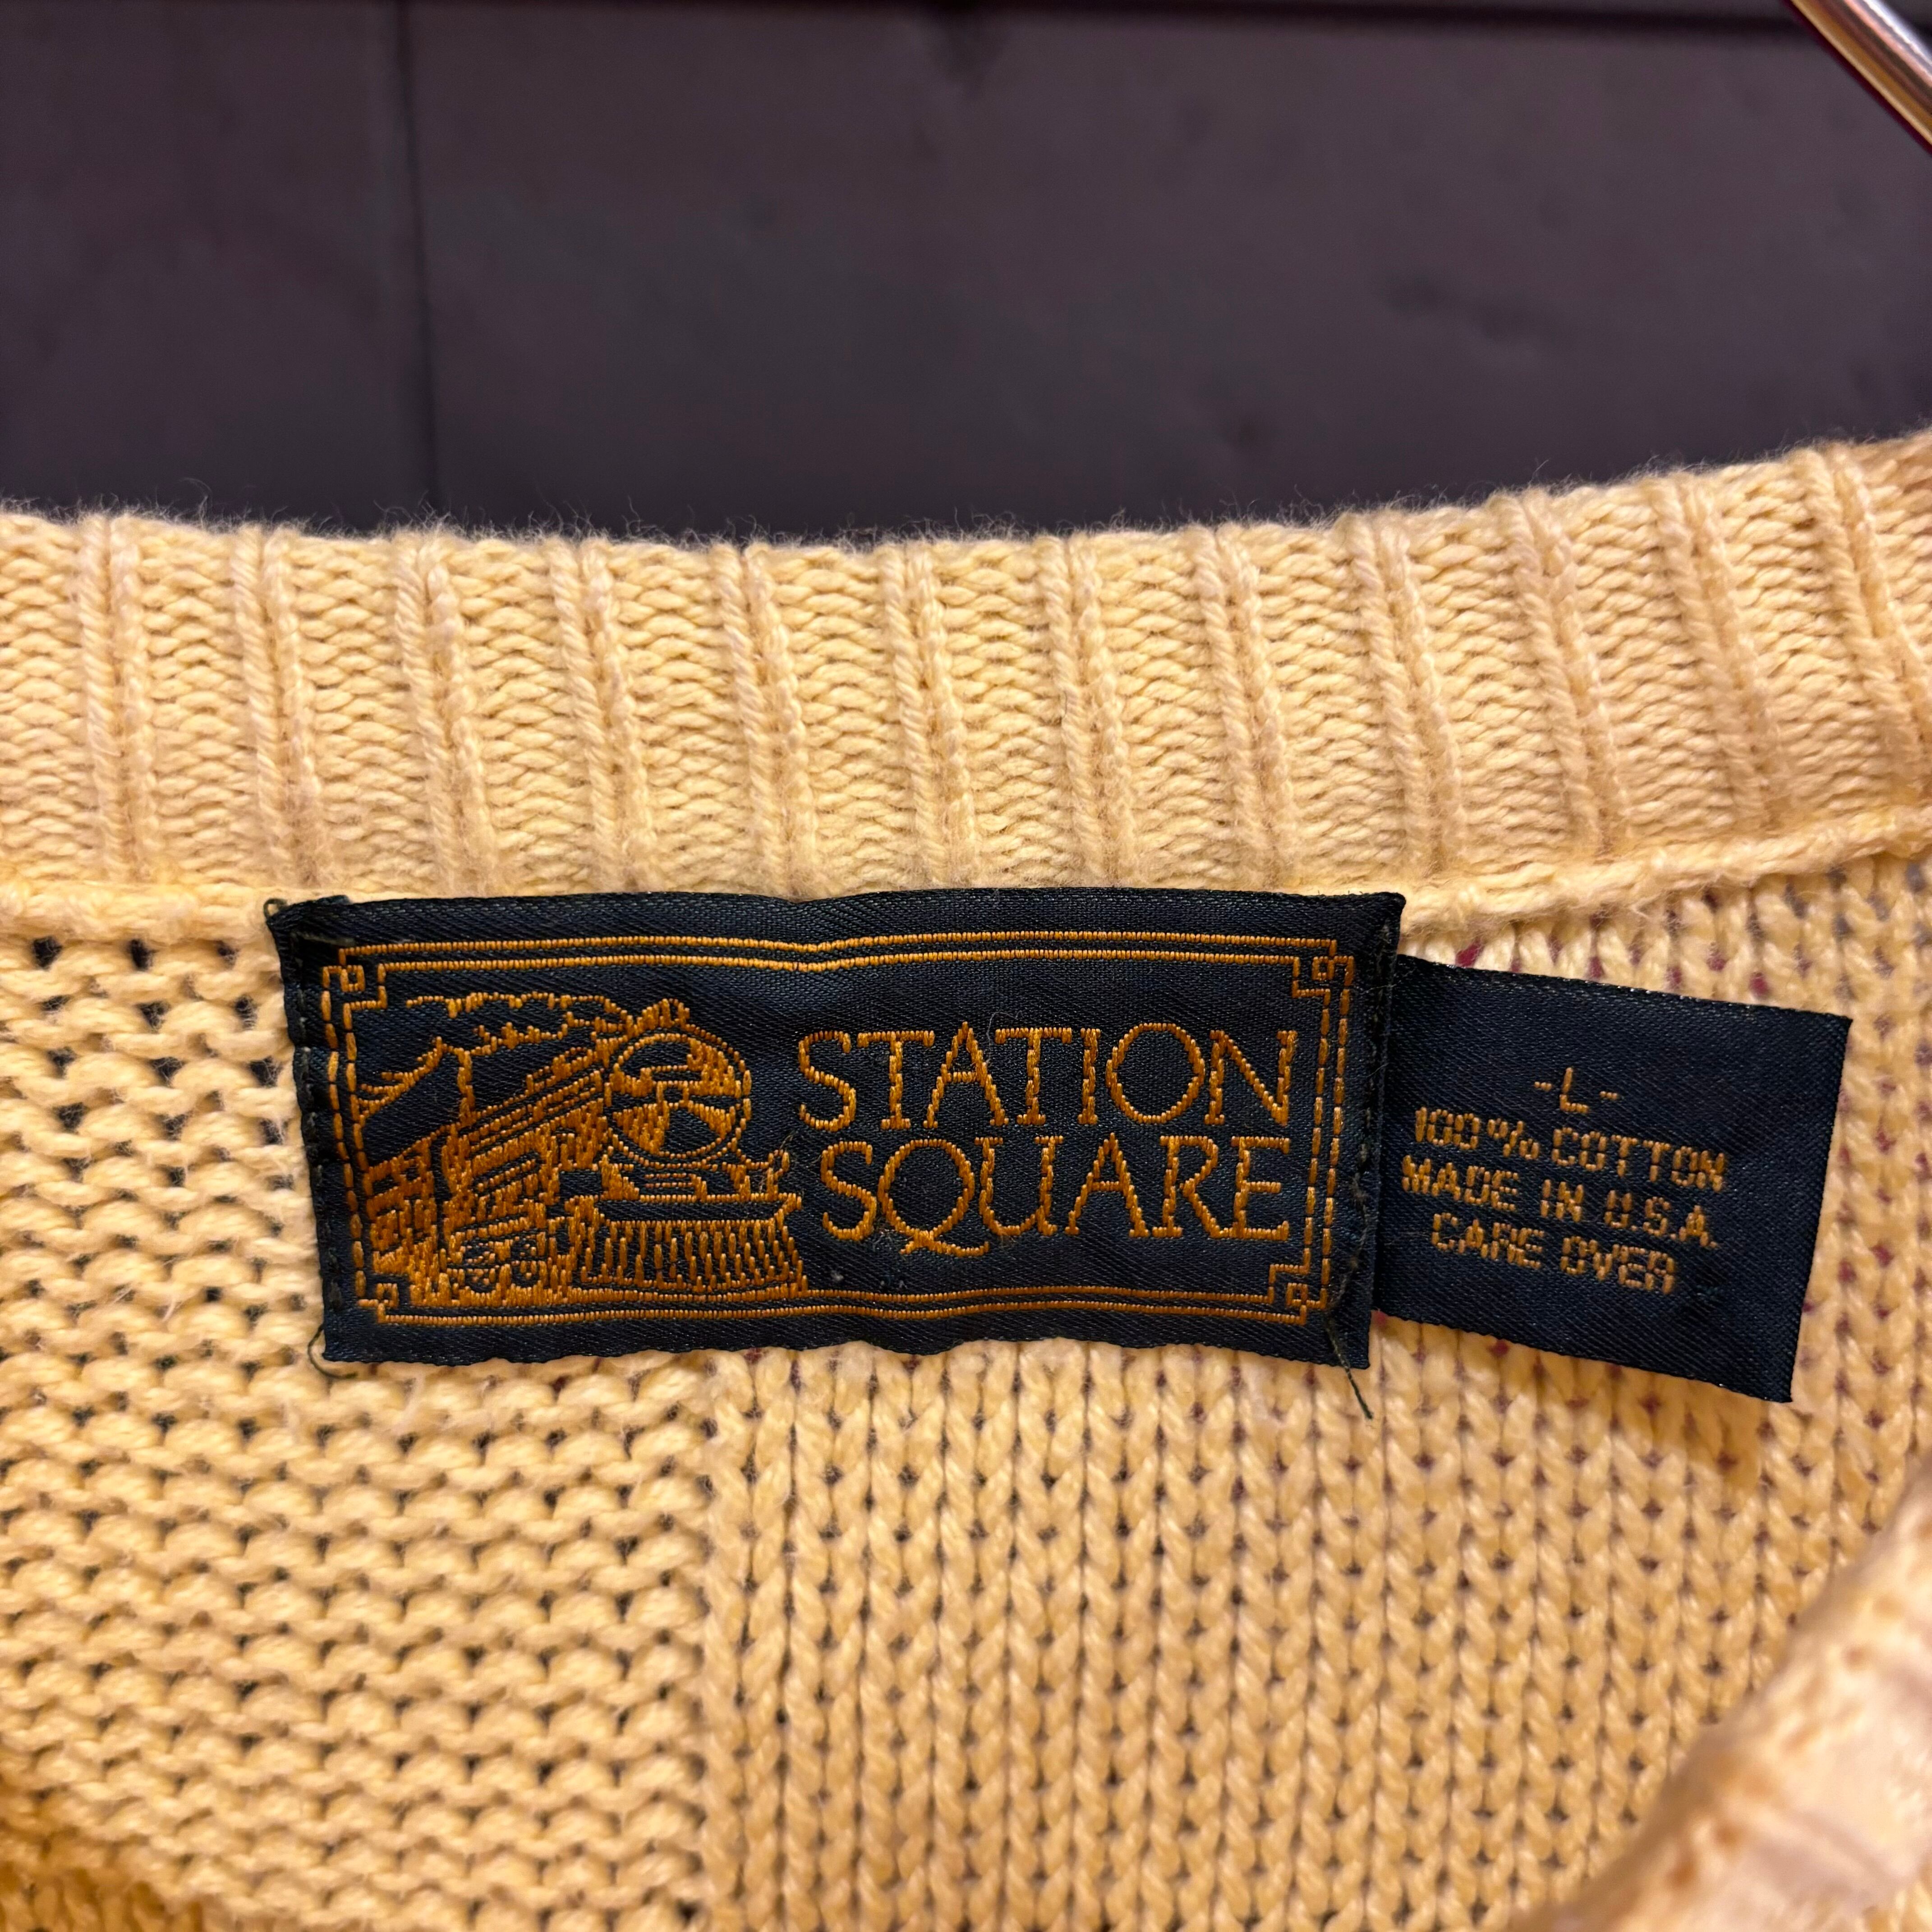 STATION
SQUARE
-L-
100% COTTON
MADE IN U.S.A.
CARE OVER